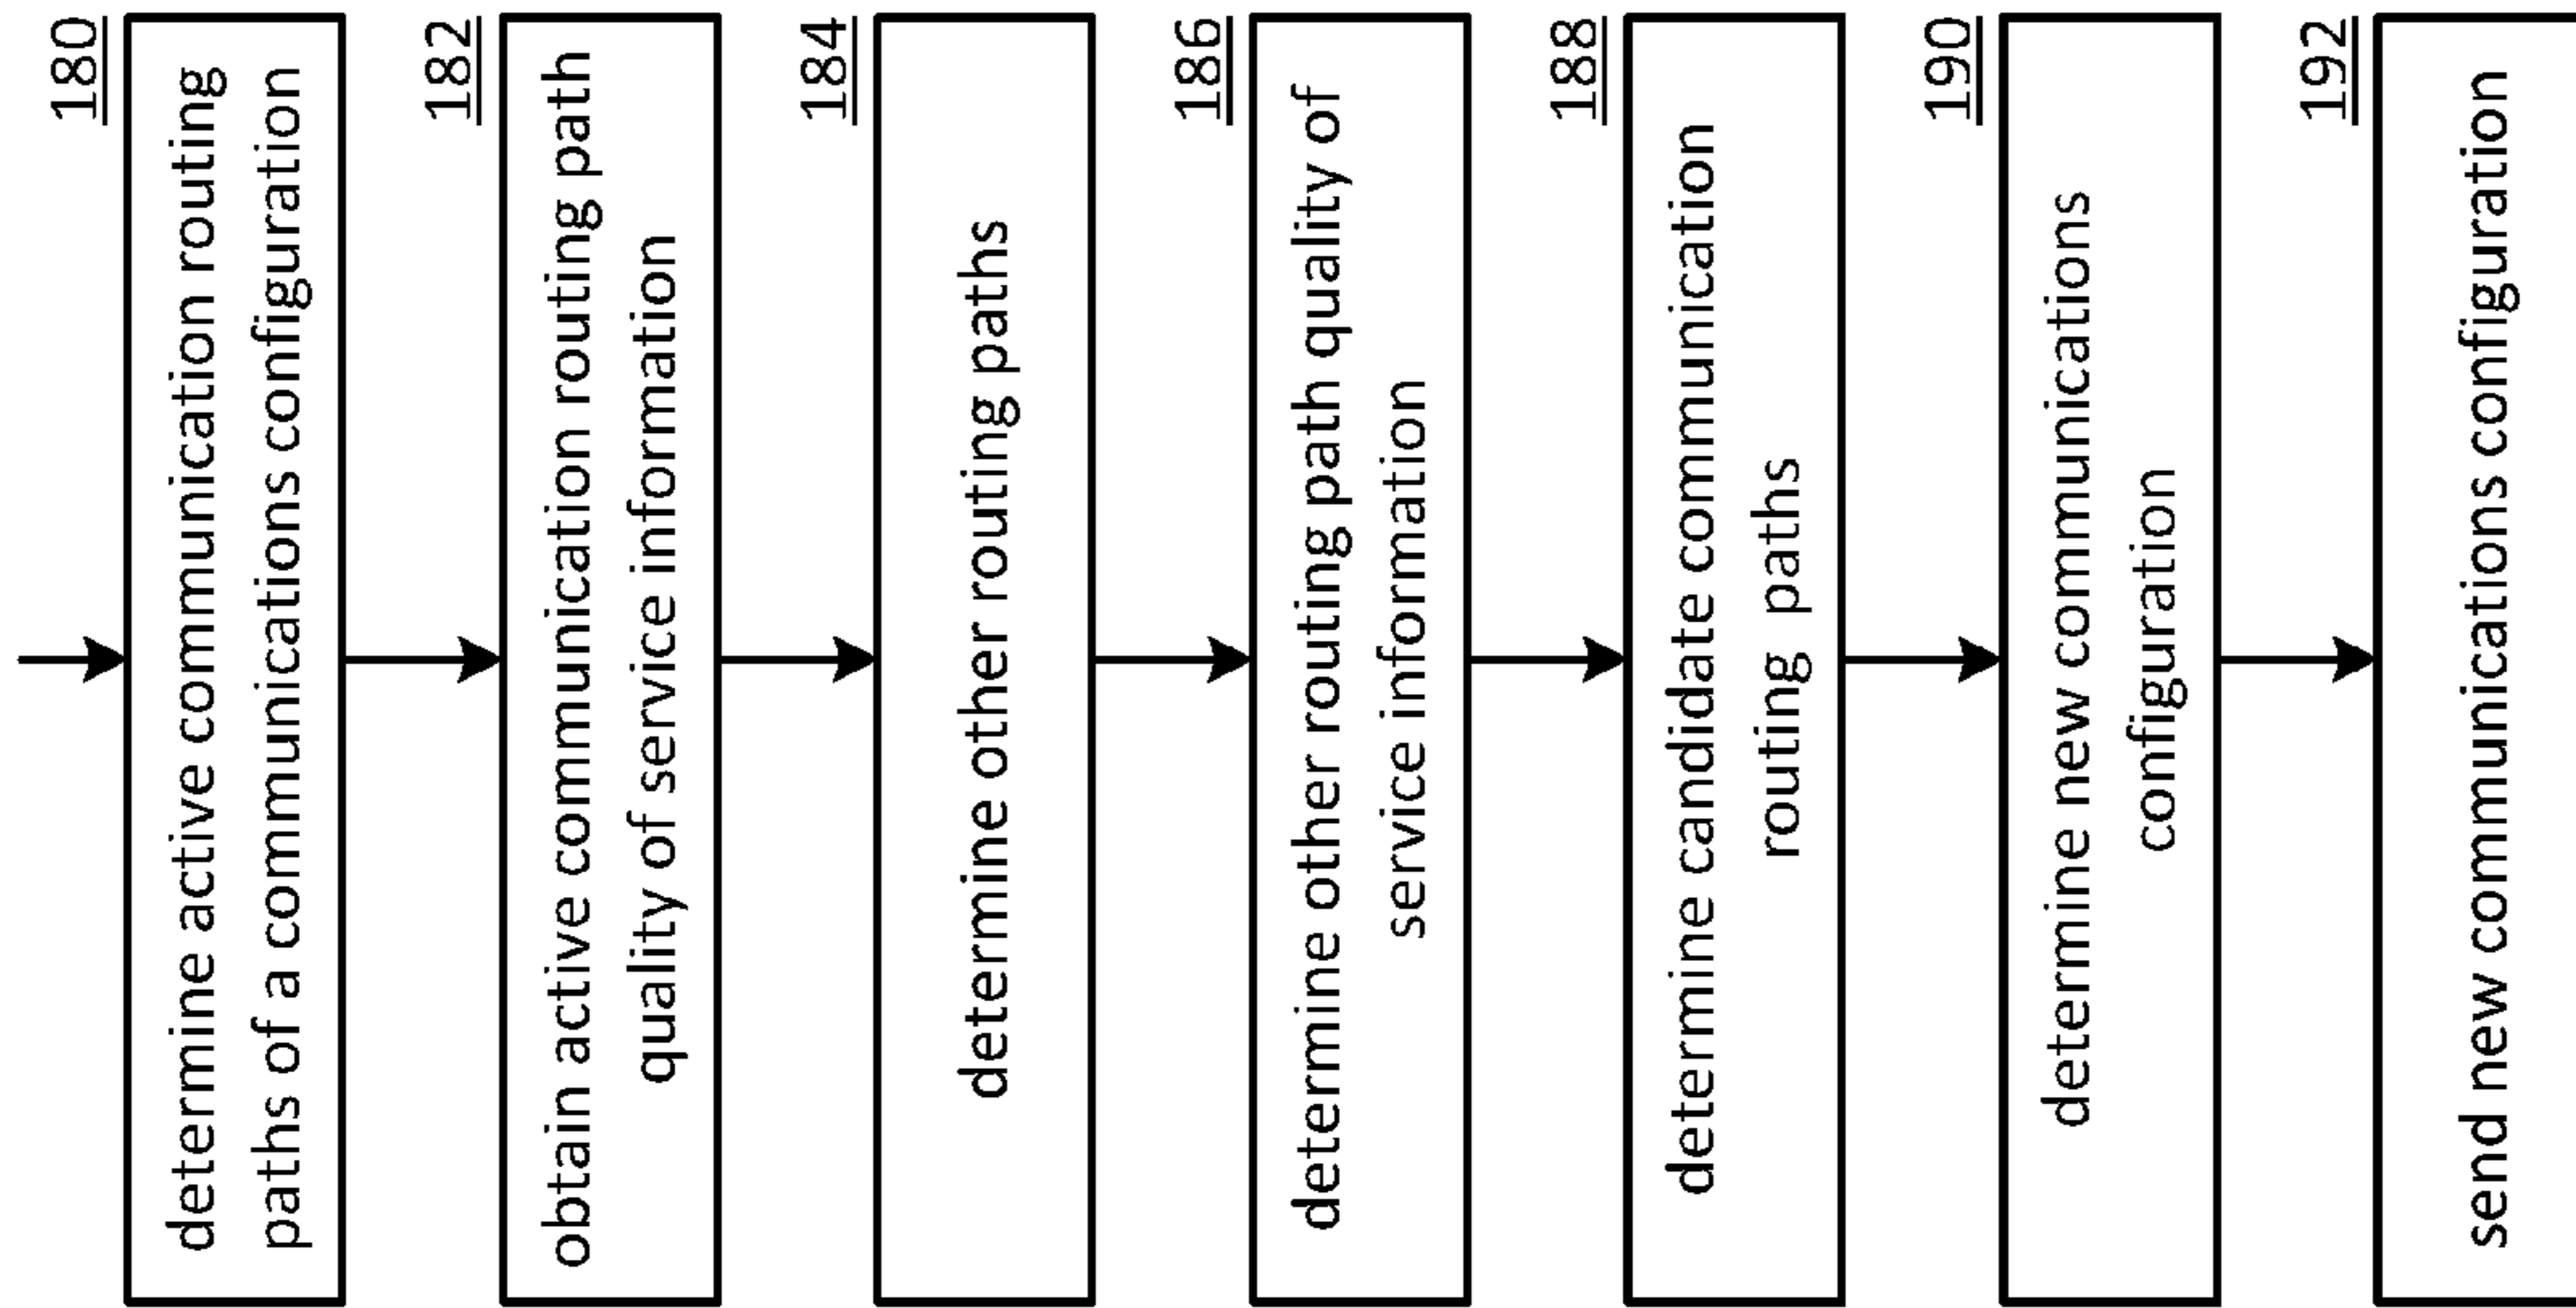 180
determine active communication routing
paths of a communications configuration
182
obtain active communication routing path
quality of service information
184
determine other routing paths
186
determine other routing path quality of
service information
188
determine candidate communication
routing paths
190
determine new communications
configuration
192
send new communications configuration